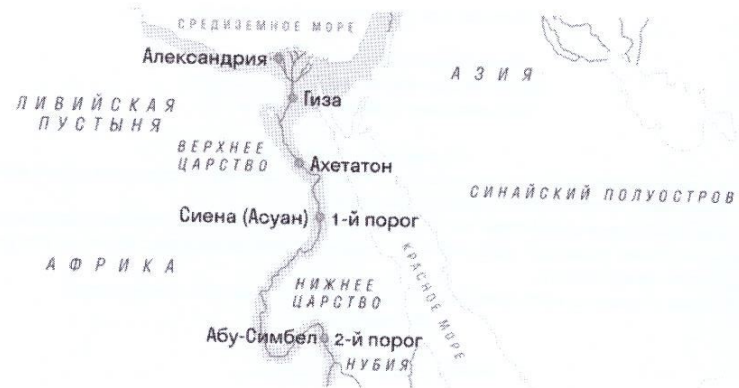 СРЕДИЗЕМНОЕ МОРЕ
Александрия
АЗИЯ
ЛИВИЙСКАЯ
ПУСТЫНЯ
Гиза
ВЕРХНЕЕ
ЦАРСТВО
Ахетатон
СИНАЙСКИЙ ПОЛУОСТРОВ
Сиена (Асуан) 1-й порог
АФРИКА
КРАСНОЕ МОРЕ
НИЖНЕЕ
ЦАРСТВО
Абу-Симбел 2-й порог
НУБИЯ